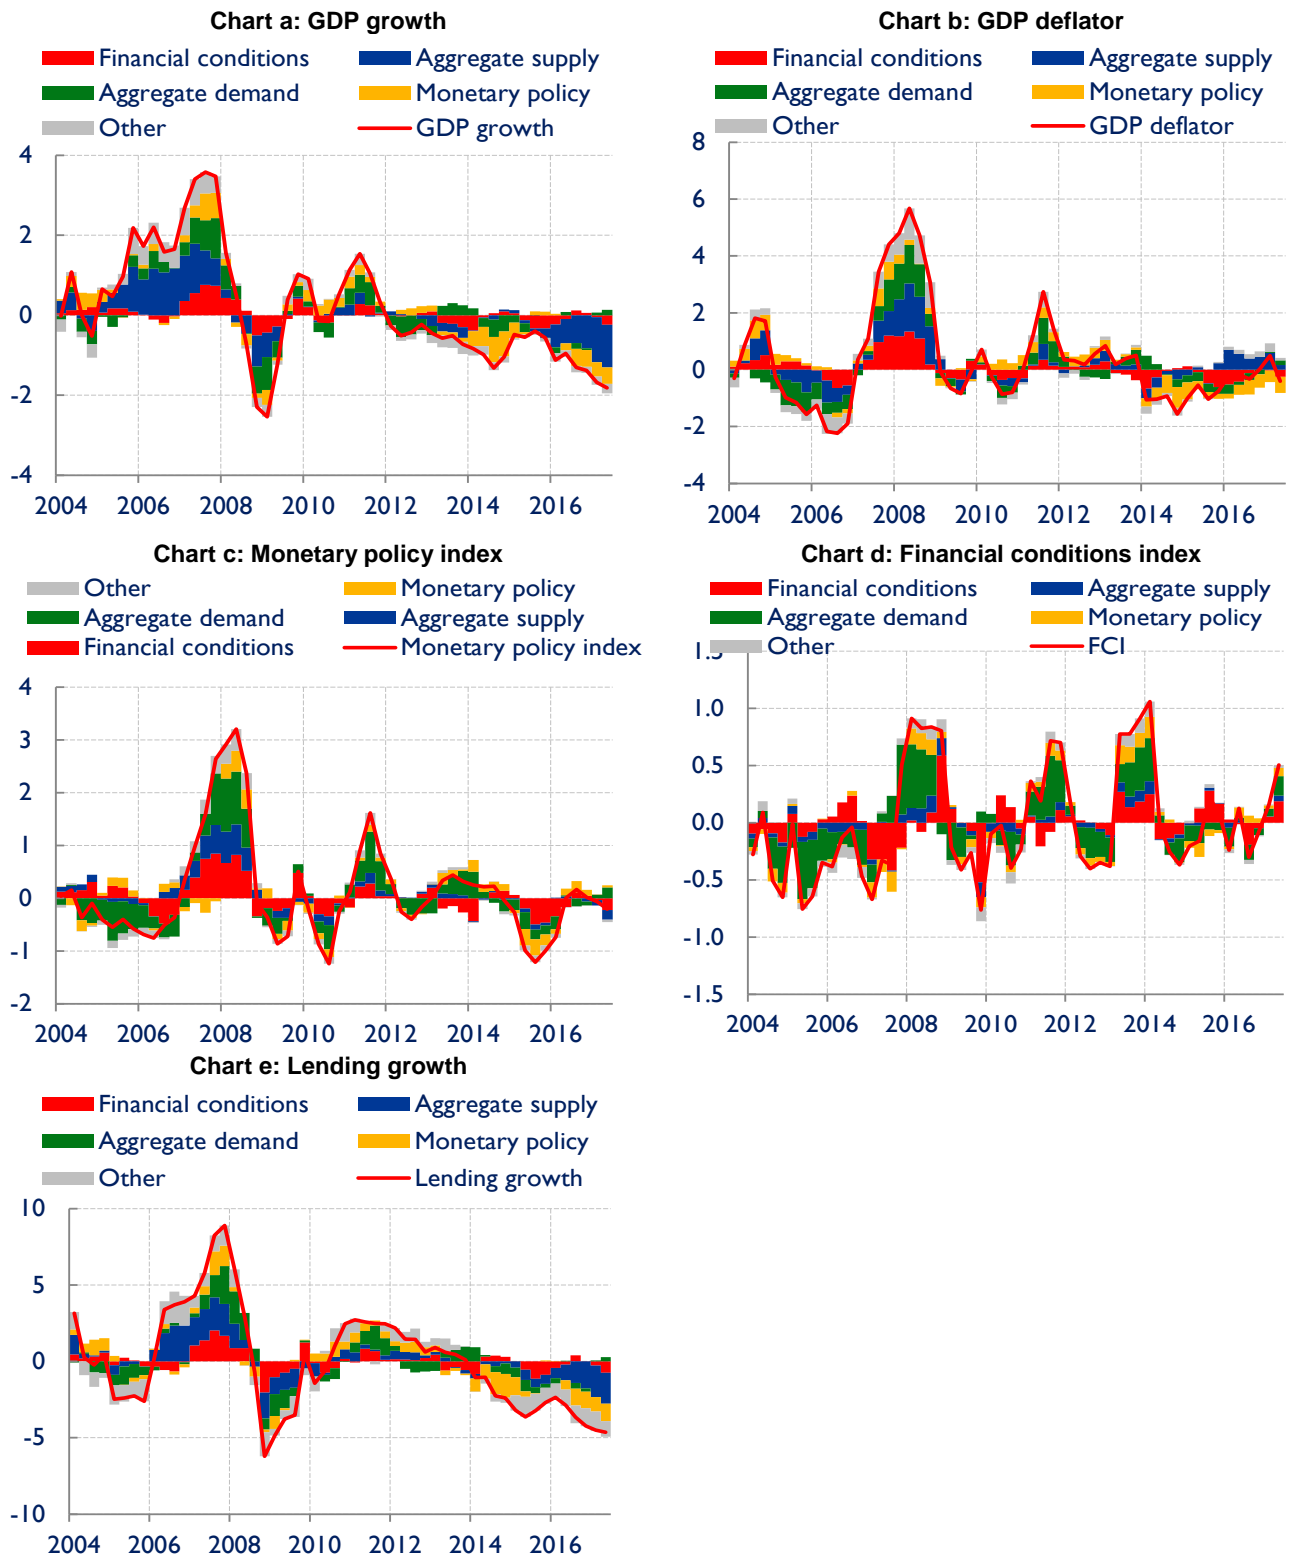 Chart a: GDP growth
Financial conditions Aggregate supply
Aggregate demand Monetary policy
Other GDP growth
4
2
0
-2
-4
2004 2006 2008 2010 2012 2014 2016
Chart b: GDP deflator
Financial conditions Aggregate supply
Aggregate demand Monetary policy
Other GDP deflator
8
6
4
2
0
-2
-4
2004 2006 2008 2010 2012 2014 2016
Chart c: Monetary policy index
Other Monetary policy
Aggregate demand Aggregate supply
Financial conditions Monetary policy index
4
3
2
1
0
-1
-2
2004 2006 2008 2010 2012 2014 2016
Chart d: Financial conditions index
Financial conditions Aggregate supply
Aggregate demand Monetary policy
Other FCI
1.5
1.0
0.5
0.0
-0.5
-1.0
-1.5
2004 2006 2008 2010 2012 2014 2016
Chart e: Lending growth
Financial conditions Aggregate supply
Aggregate demand Monetary policy
Other Lending growth
10
5
0
-5
-10
2004 2006 2008 2010 2012 2014 2016